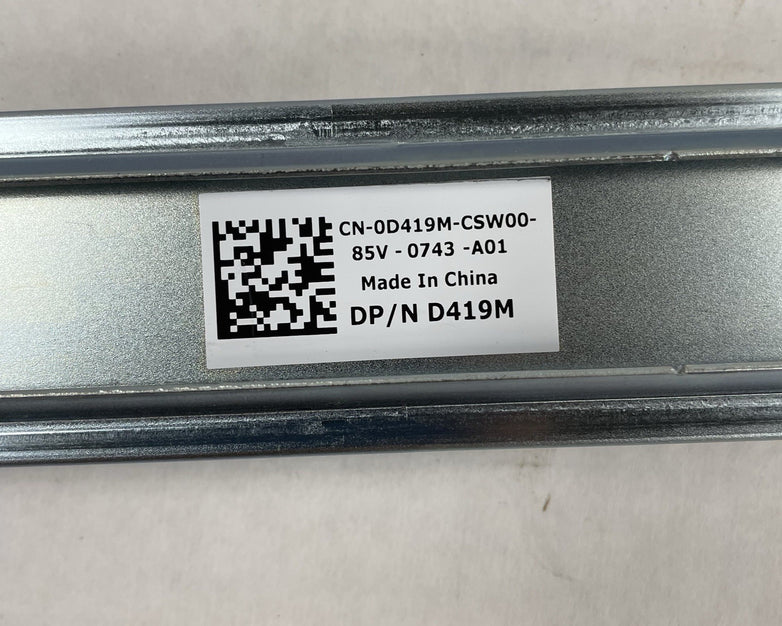 CN-0D419M-CSW00-
85V - 0743 -A01
Made In China
DP/N D419M